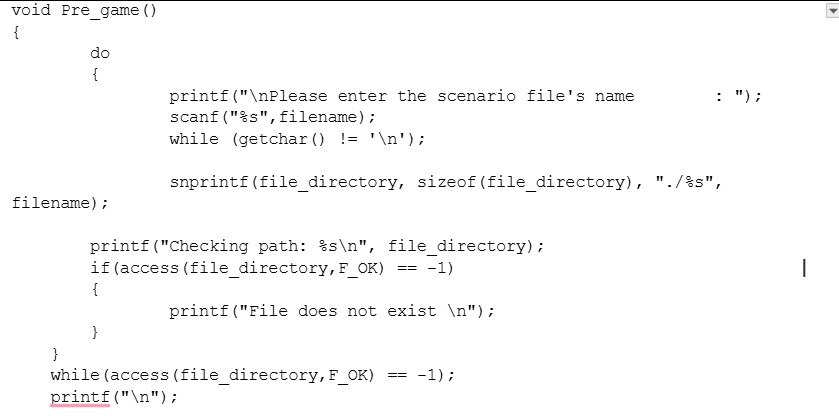 void Pre_game()
{
do
{
printf("\nPlease enter the scenario file's name        : ");
scanf("%s",filename);
while (getchar() != '\n');
snprintf(file_directory, sizeof(file_directory), "./%s",
filename);
printf("Checking path: %s\n", file_directory);
if(access(file_directory,F_OK) == -1)
{
printf("File does not exist \n");
}
}
while(access(file_directory,F_OK) == -1);
printf("\n");